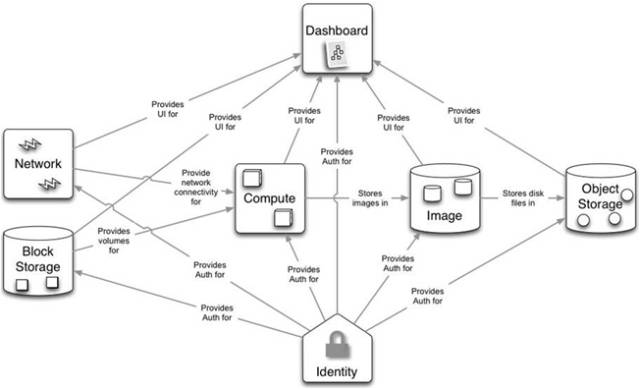 Dashboard
Provides
UI for
Provides
UI for
Provides
UI for
Provides
UI for
Provides
UI for
Provides
Auth for
Network
Provide
network
connectivity
for
Compute
Stores
images in
Image
Stores disk
files in
Object
Storage
Block
Storage
Provides
volumes
for
Provides
Auth for
Provides
Auth for
Provides
Auth for
Provides
Auth for
Provides
Auth for
Identity